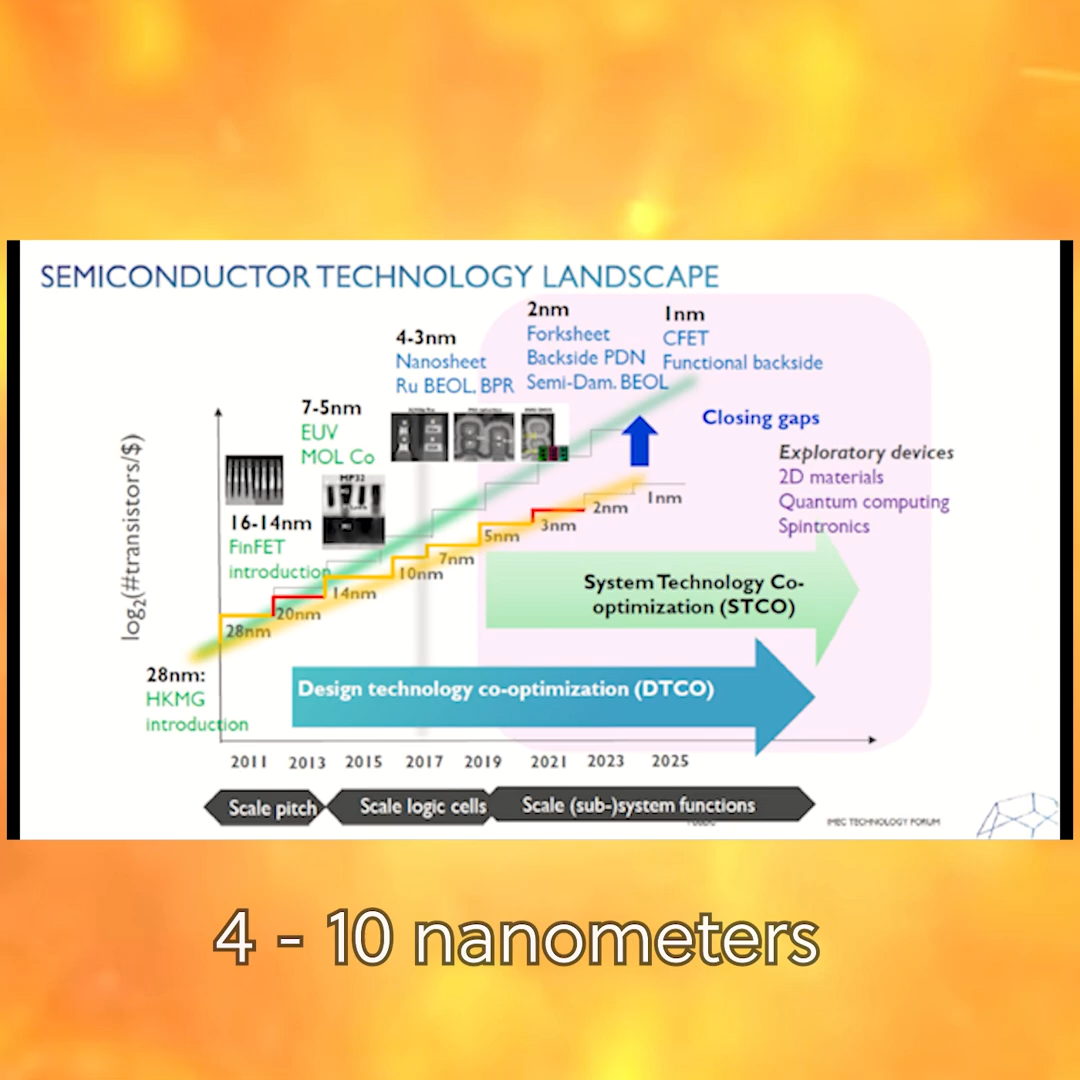 SEMICONDUCTOR TECHNOLOGY LANDSCAPE
2nm
Forksheet
Backside PDN
Semi-Dam. BEOL
1nm
CFET
Functional backside
4-3nm
Nanosheet
Ru BEOL, BPR
7-5nm
EUV
MOL Co
Closing gaps
Exploratory devices
2D materials
Quantum computing
Spintronics
MP32
16-14nm
FinFET
introduction
log2(#transistors/$)
1nm
2nm
3nm
5nm
7nm
10nm
14nm
20nm
28nm
System Technology Co-
optimization (STCO)
28nm:
HKMG
introduction
Design technology co-optimization (DTCO)
2011 2013 2015 2017 2019 2021 2023 2025
Scale pitch Scale logic cells Scale (sub-)system functions
IMEC TECHNOLOGY FORUM
4 - 10 nanometers